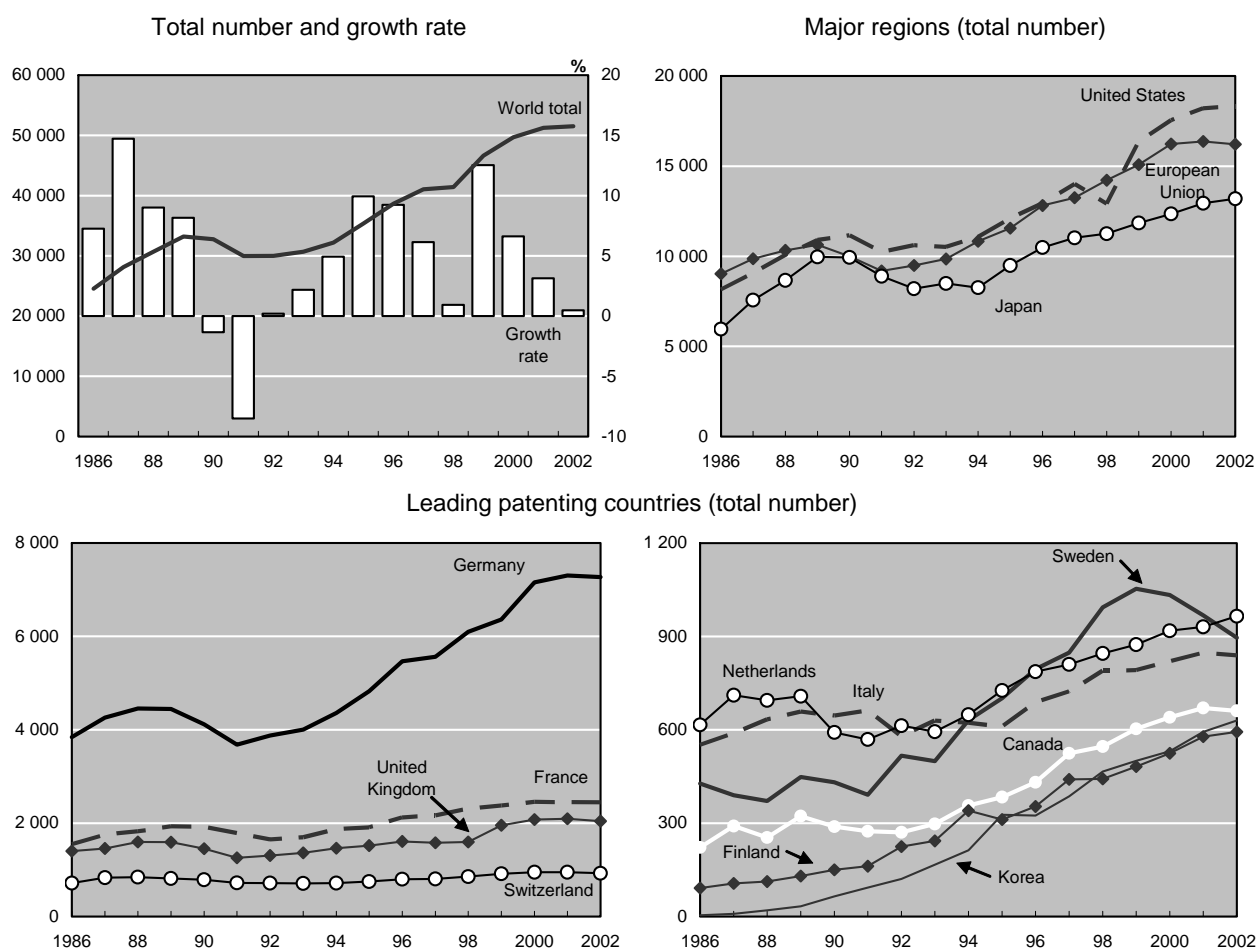 Total number and growth rate
%
60 000
50 000
40 000
30 000
20 000
10 000
0
20
15
10
5
0
-5
-10
World total
Growth
rate
1986 88 90 92 94 96 98 2000 2002
Major regions (total number)
20 000
15 000
10 000
5 000
0
United States
European
Union
Japan
1986 88 90 92 94 96 98 2000 2002
Leading patenting countries (total number)
8 000
6 000
4 000
2 000
0
Germany
United
Kingdom
France
Switzerland
1986 88 90 92 94 96 98 2000 2002
1 200
900
600
300
0
Sweden
Netherlands
Italy
Canada
Finland
Korea
1986 88 90 92 94 96 98 2000 2002